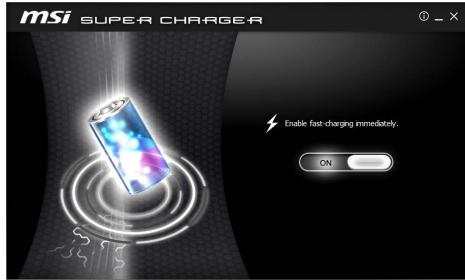 msi SUPER CHARGER
Enable fast-charging immediately.
ON